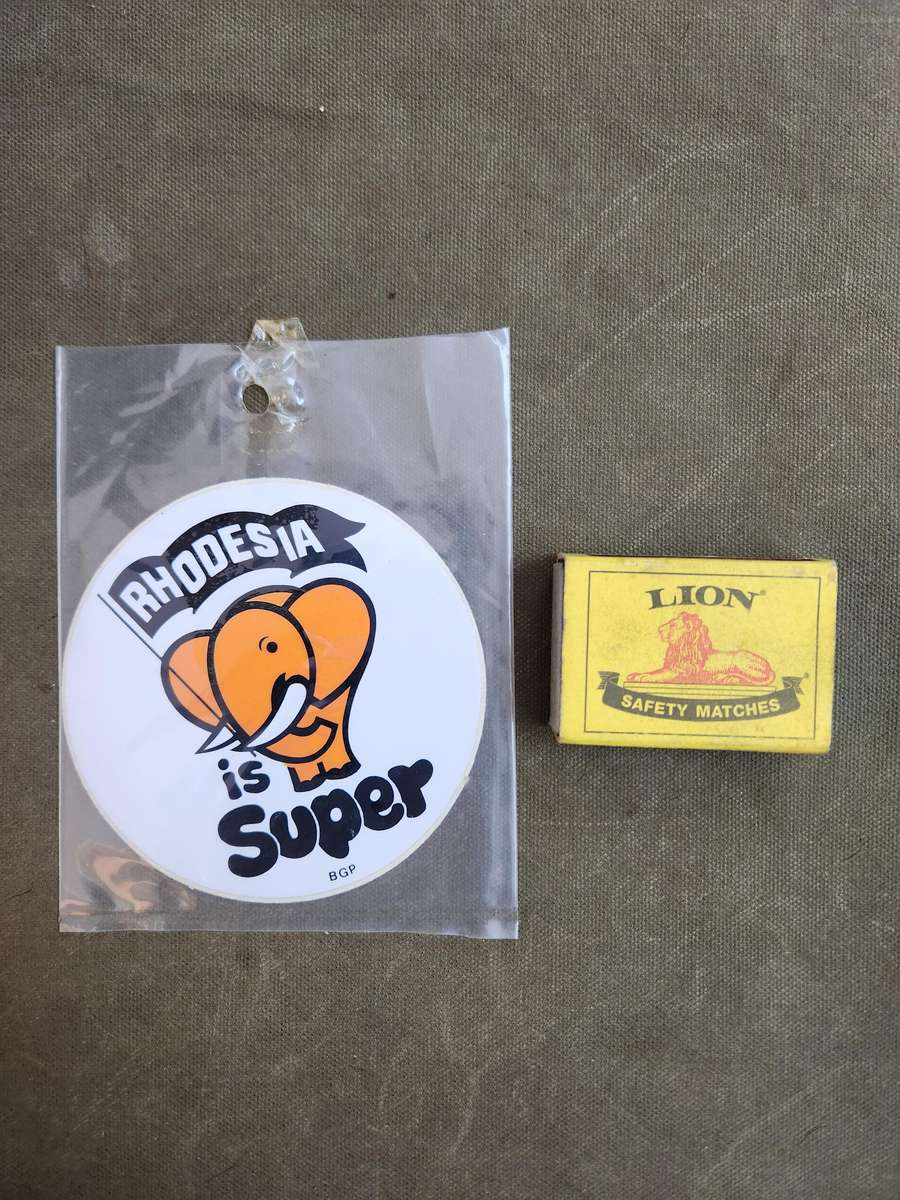 RHODESIA
is
Super
BGP
LION®
SAFETY MATCHES